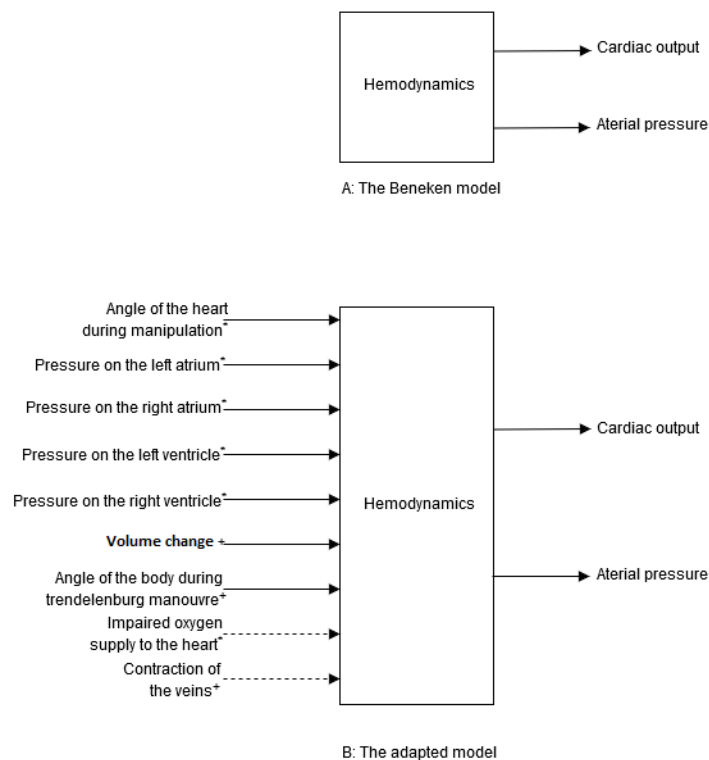 Cardiac output
Hemodynamics
Aterial pressure
A: The Beneken model
Angle of the heart
during manipulation*
Pressure on the left atrium*
Pressure on the right atrium*
Cardiac output
Pressure on the left ventricle*
Pressure on the right ventricle*
Hemodynamics
Volume change +
Angle of the body during
trendelenburg manouvre+
Aterial pressure
Impaired oxygen
supply to the heart*
Contraction of
the veins+
B: The adapted model